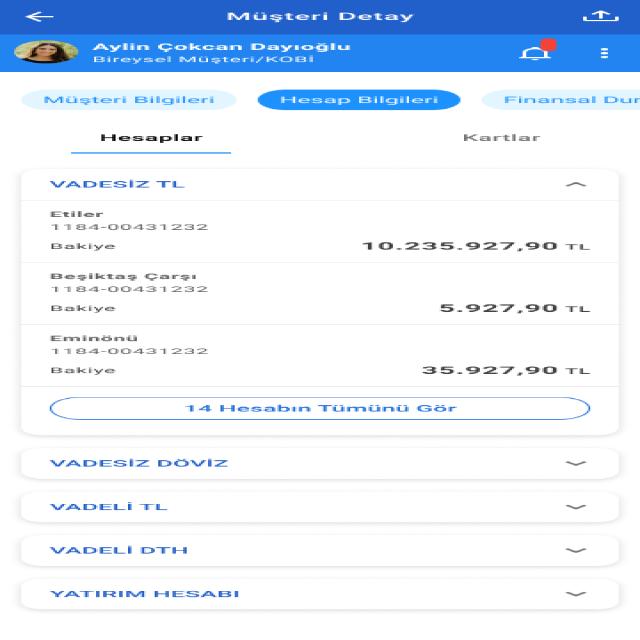 Müşteri Detay
Aylin Çokcan Dayıoğlu
Bireysel Müşteri/KOBİ
Müşteri Bilgileri
Hesap Bilgileri
Finansal Dur
Hesaplar
Kartlar
VADESİZ TL
Etiler
1184-00431232
Bakiye 10.235.927,90 TL
Beşiktaş Çarşı
1184-00431232
Bakiye 5.927,90 TL
Eminönü
1184-00431232
Bakiye 35.927,90 TL
14 Hesabın Tümünü Gör
VADESİZ DÖVİZ
VADELİ TL
VADELİ DTH
YATIRIM HESABI